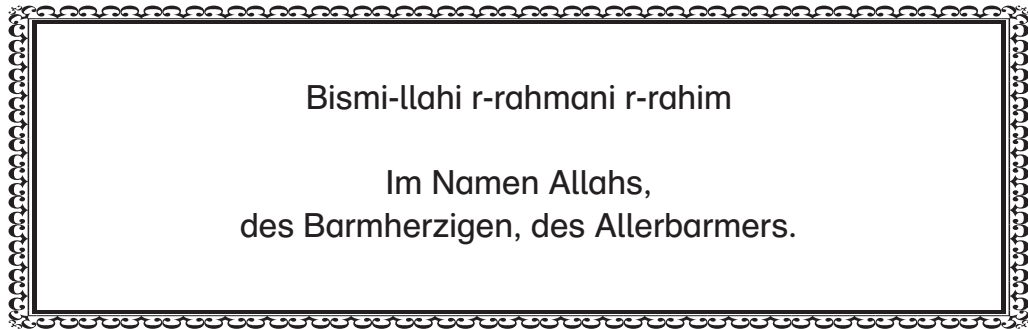 Bismi-llahi r-rahmani r-rahim
Im Namen Allahs,
des Barmherzigen, des Allerbarmers.